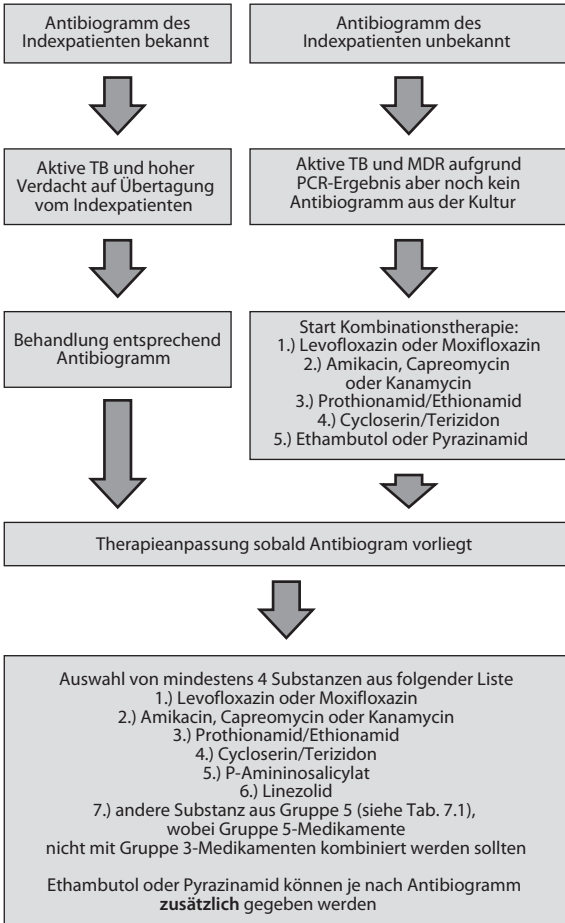 Antibiogramm des
Indexpatienten bekannt
Antibiogramm des
Indexpatienten unbekannt
Aktive TB und hoher
Verdacht auf Übertagung
vom Indexpatienten
Aktive TB und MDR aufgrund
PCR-Ergebnis aber noch kein
Antibiogramm aus der Kultur
Behandlung entsprechend
Antibiogramm
Start Kombinationstherapie:
1.) Levofloxazin oder Moxifloxazin
2.) Amikacin, Capreomycin
oder Kanamycin
3.) Prothionamid/Ethionamid
4.) Cycloserin/Terizidon
5.) Ethambutol oder Pyrazinamid
Therapieanpassung sobald Antibiogram vorliegt
Auswahl von mindestens 4 Substanzen aus folgender Liste
1.) Levofloxazin oder Moxifloxazin
2.) Amikacin, Capreomycin oder Kanamycin
3.) Prothionamid/Ethionamid
4.) Cycloserin/Terizidon
5.) P-Amininosalicylat
6.) Linezolid
7.) andere Substanz aus Gruppe 5 (siehe Tab. 7.1),
wobei Gruppe 5-Medikamente
nicht mit Gruppe 3-Medikamenten kombiniert werden sollten
Ethambutol oder Pyrazinamid können je nach Antibiogramm
zusätzlich gegeben werden